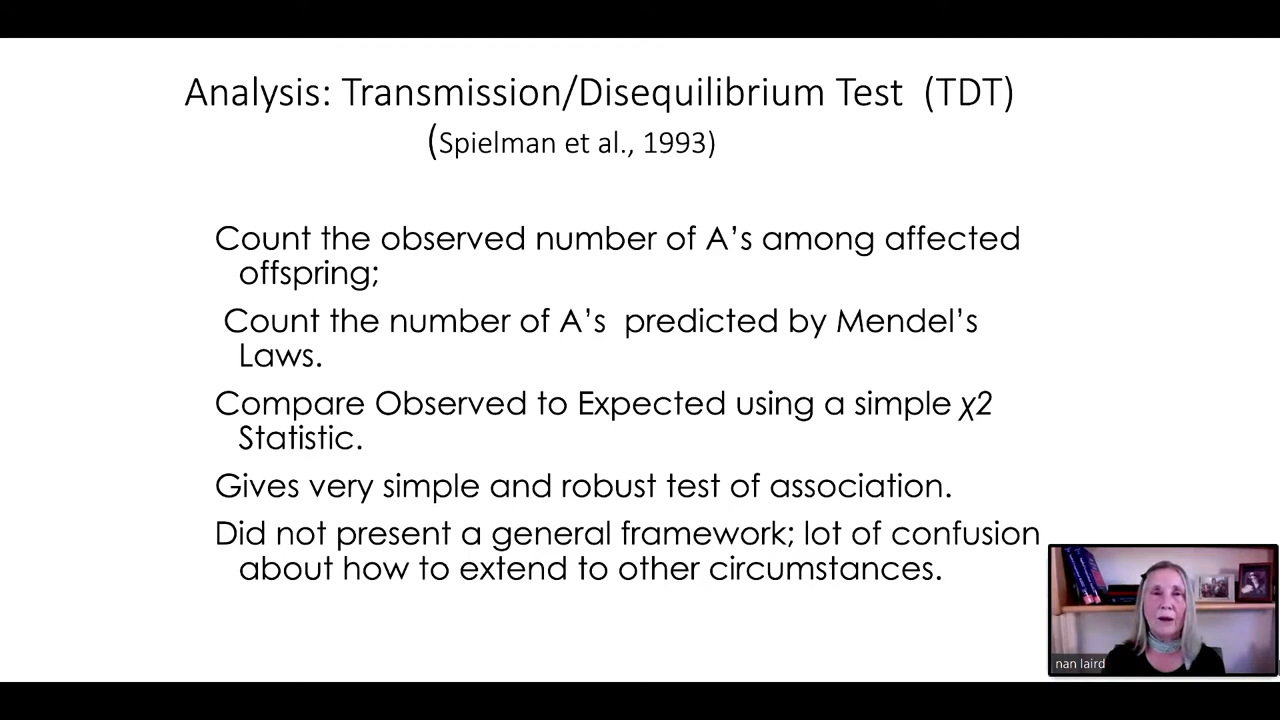 Analysis: Transmission/Disequilibrium Test (TDT)
(Spielman et al., 1993)
Count the observed number of A’s among affected
offspring;
Count the number of A’s predicted by Mendel’s
Laws.
Compare Observed to Expected using a simple χ2
Statistic.
Gives very simple and robust test of association.
Did not present a general framework; lot of confusion
about how to extend to other circumstances.
nan laird